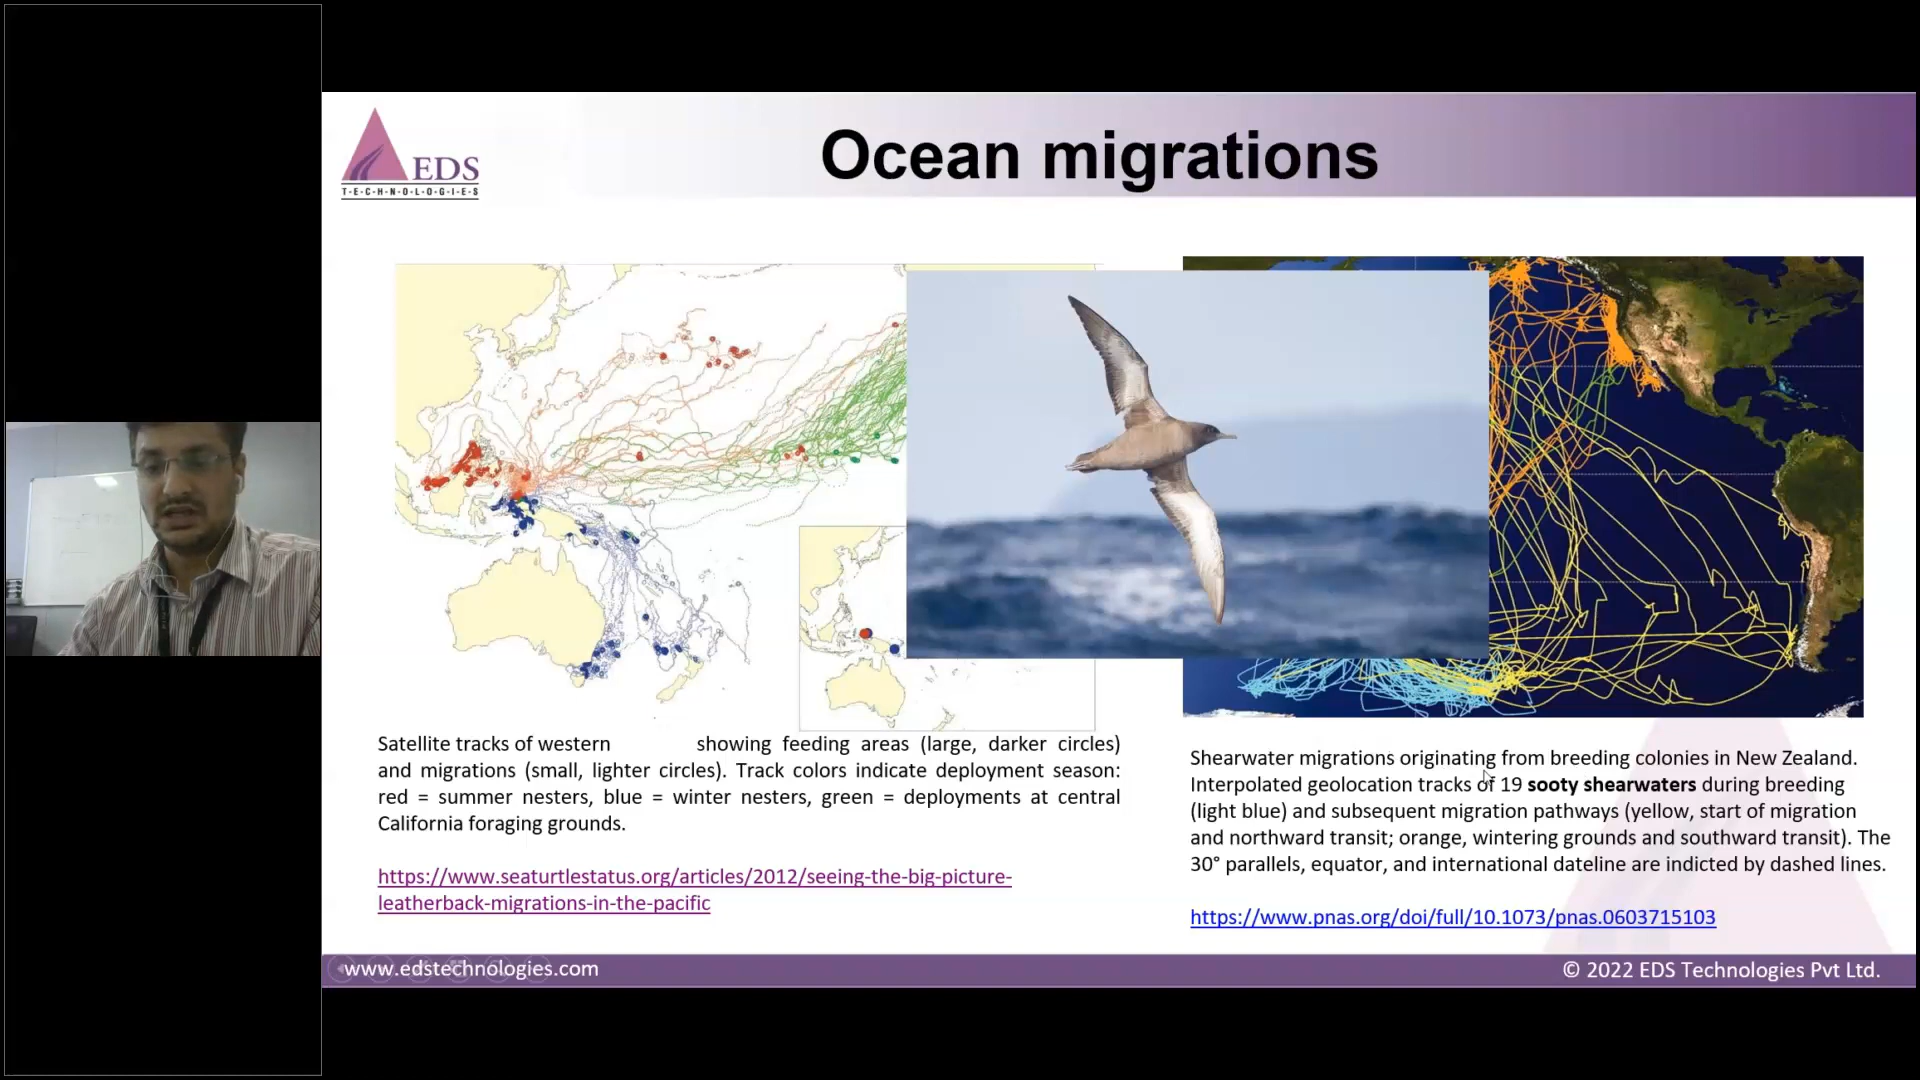 EDS
T·E·C·H·N·O·L·O·G·I·E·S
Ocean migrations
Satellite tracks of western showing feeding areas (large, darker circles)
and migrations (small, lighter circles). Track colors indicate deployment season:
red = summer nesters, blue = winter nesters, green = deployments at central
California foraging grounds.
https://www.seaturtlestatus.org/articles/2012/seeing-the-big-picture-
leatherback-migrations-in-the-pacific
Shearwater migrations originating from breeding colonies in New Zealand.
Interpolated geolocation tracks of 19 sooty shearwaters during breeding
(light blue) and subsequent migration pathways (yellow, start of migration
and northward transit; orange, wintering grounds and southward transit). The
30° parallels, equator, and international dateline are indicted by dashed lines.
https://www.pnas.org/doi/full/10.1073/pnas.0603715103
www.edstechnologies.com
© 2022 EDS Technologies Pvt Ltd.